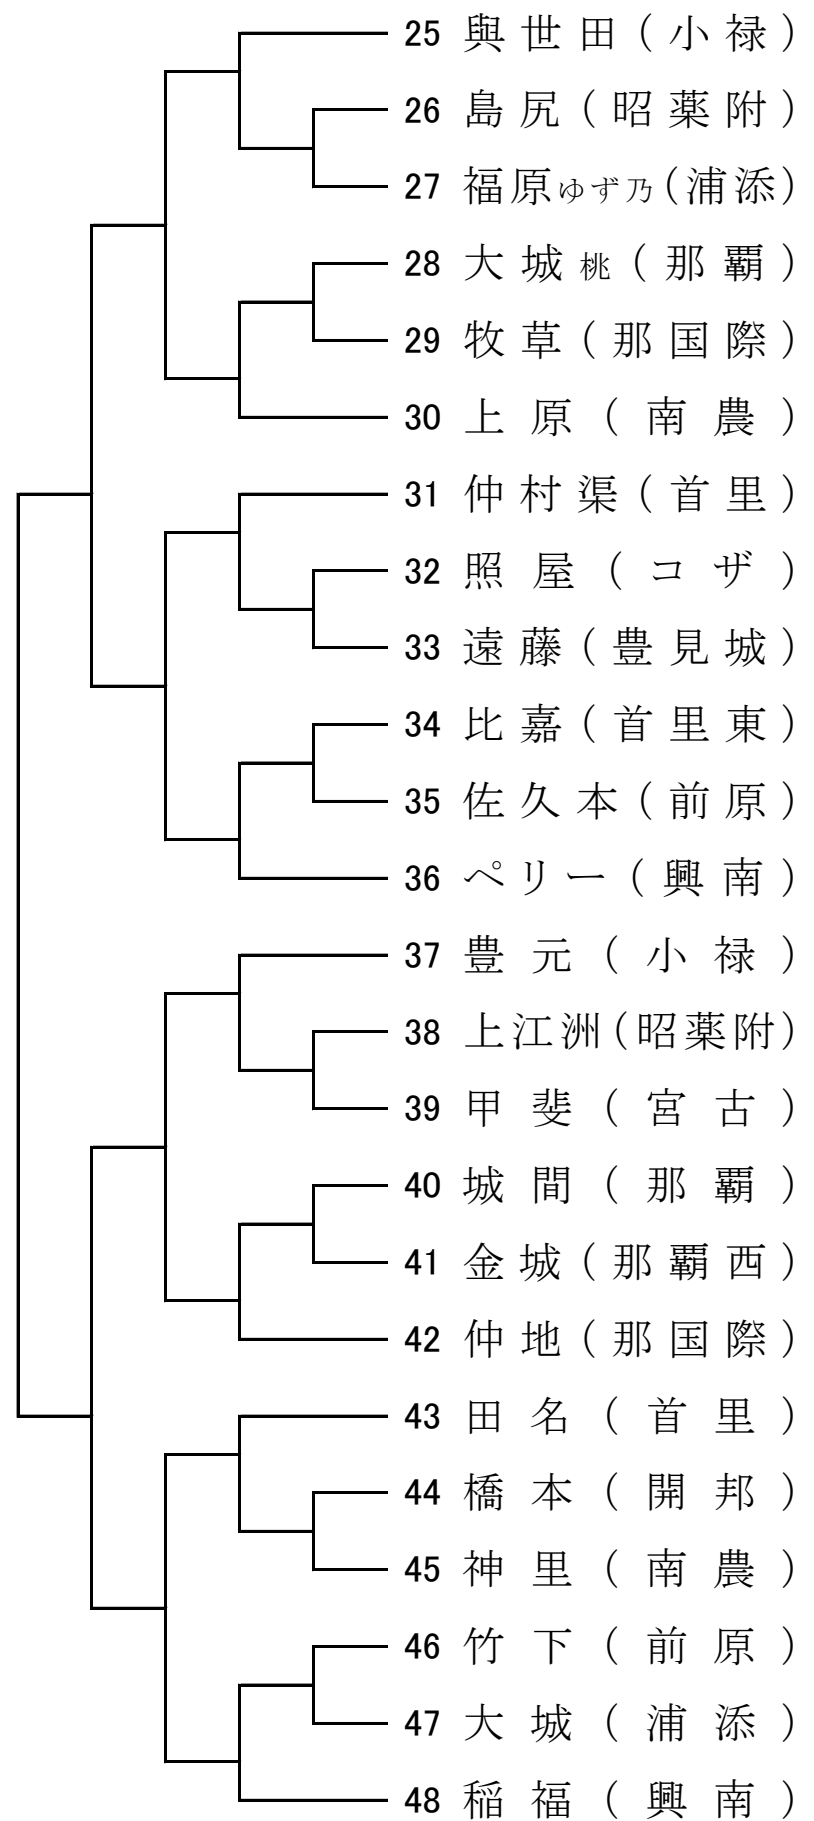 25 與世田(小禄)
26 島尻(昭薬附)
27 福原ゆず乃(浦添)
28 大城桃(那覇)
29 牧草(那国際)
30 上原(南農)
31 仲村渠(首里)
32 照屋(コザ)
33 遠藤(豊見城)
34 比嘉(首里東)
35 佐久本(前原)
36 ペリー(興南)
37 豊元(小禄)
38 上江洲(昭薬附)
39 甲斐(宮古)
40 城間(那覇)
41 金城(那覇西)
42 仲地(那国際)
43 田名(首里)
44 橋本(開邦)
45 神里(南農)
46 竹下(前原)
47 大城(浦添)
48 稲福(興南)